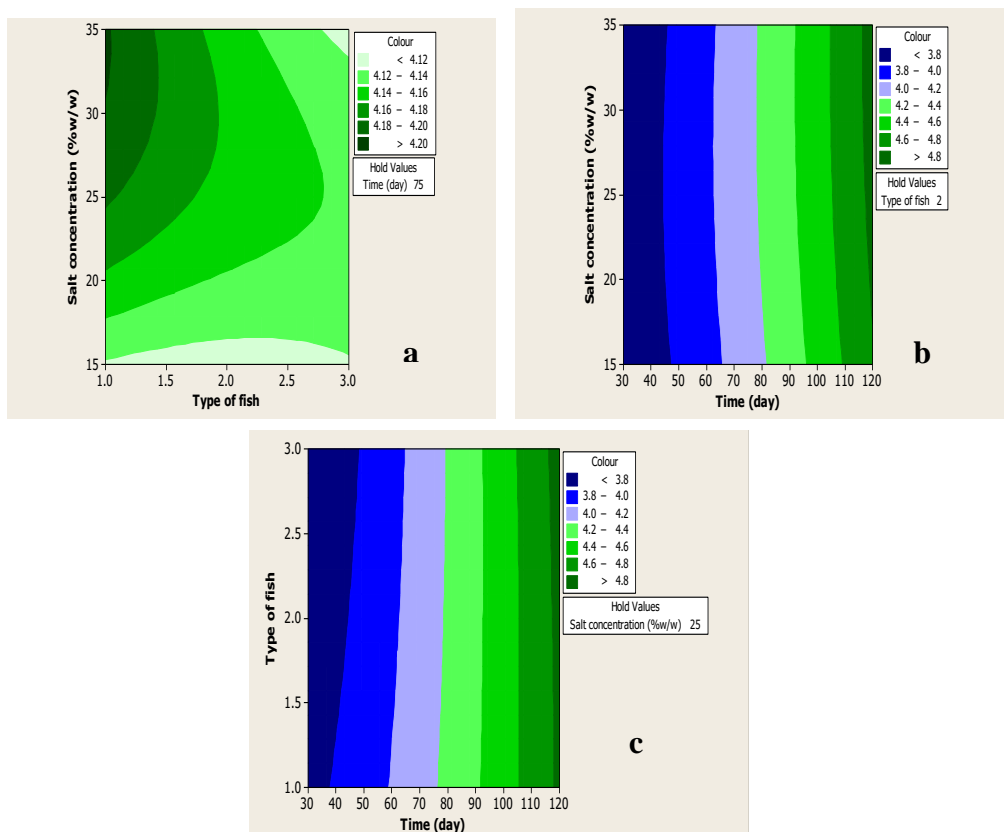 35
30
25
20
15
Salt concentration (%w/w)
1.0 1.5 2.0 2.5 3.0
Type of fish
Colour
< 4.12
4.12 – 4.14
4.14 – 4.16
4.16 – 4.18
4.18 – 4.20
> 4.20
Hold Values
Time (day) 75
a
35
30
25
20
15
Salt concentration (%w/w)
30 40 50 60 70 80 90 100 110 120
Time (day)
Colour
< 3.8
3.8 – 4.0
4.0 – 4.2
4.2 – 4.4
4.4 – 4.6
4.6 – 4.8
> 4.8
Hold Values
Type of fish 2
b
3.0
2.5
2.0
1.5
1.0
Type of fish
30 40 50 60 70 80 90 100 110 120
Time (day)
Colour
< 3.8
3.8 – 4.0
4.0 – 4.2
4.2 – 4.4
4.4 – 4.6
4.6 – 4.8
> 4.8
Hold Values
Salt concentration (%w/w) 25
c